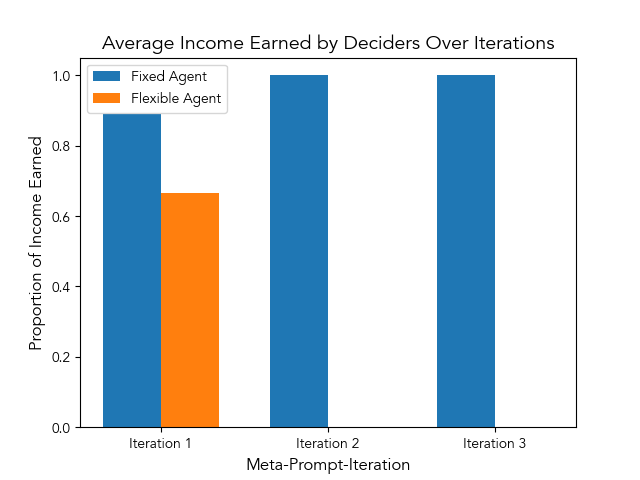 Average Income Earned by Deciders Over Iterations
Fixed Agent
Flexible Agent
Proportion of Income Earned
1.0
0.8
0.6
0.4
0.2
0.0
Iteration 1
Iteration 2
Iteration 3
Meta-Prompt-Iteration